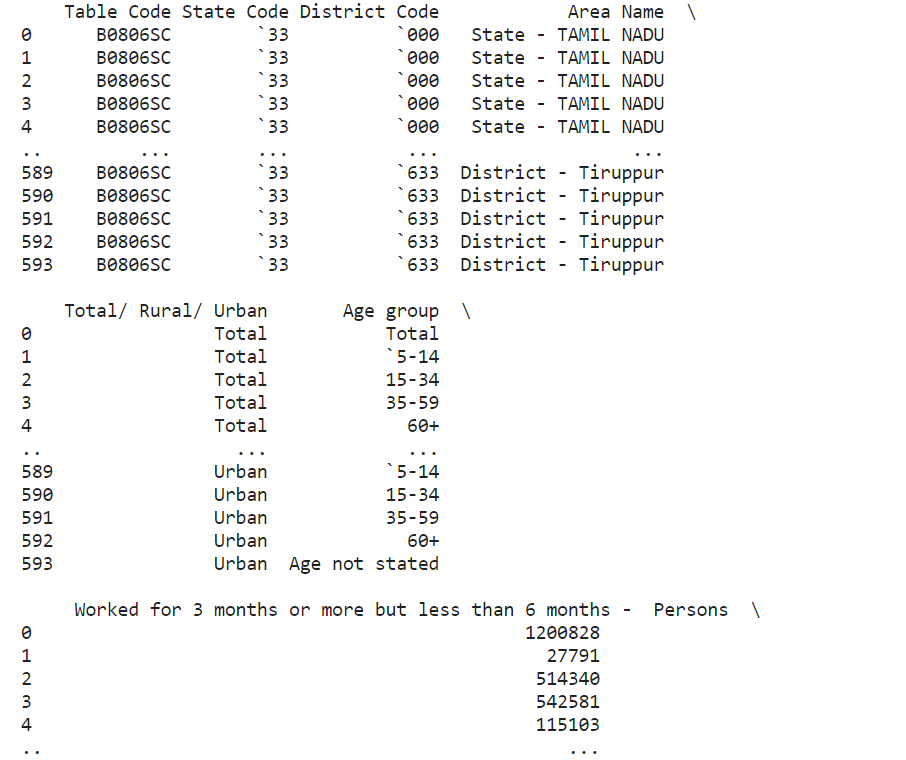 Table Code State Code District Code            Area Name  \
0      B0806SC        `33          `000   State - TAMIL NADU
1      B0806SC        `33          `000   State - TAMIL NADU
2      B0806SC        `33          `000   State - TAMIL NADU
3      B0806SC        `33          `000   State - TAMIL NADU
4      B0806SC        `33          `000   State - TAMIL NADU
..         ...        ...           ...                  ...
589    B0806SC        `33          `633  District - Tiruppur
590    B0806SC        `33          `633  District - Tiruppur
591    B0806SC        `33          `633  District - Tiruppur
592    B0806SC        `33          `633  District - Tiruppur
593    B0806SC        `33          `633  District - Tiruppur

    Total/ Rural/ Urban       Age group  \
0                 Total           Total
1                 Total           `5-14
2                 Total           15-34
3                 Total           35-59
4                 Total             60+
..                  ...             ...
589               Urban           `5-14
590               Urban           15-34
591               Urban           35-59
592               Urban             60+
593               Urban  Age not stated

     Worked for 3 months or more but less than 6 months -  Persons  \
0                                              1200828
1                                                27791
2                                               514340
3                                               542581
4                                               115103
..                                                 ...